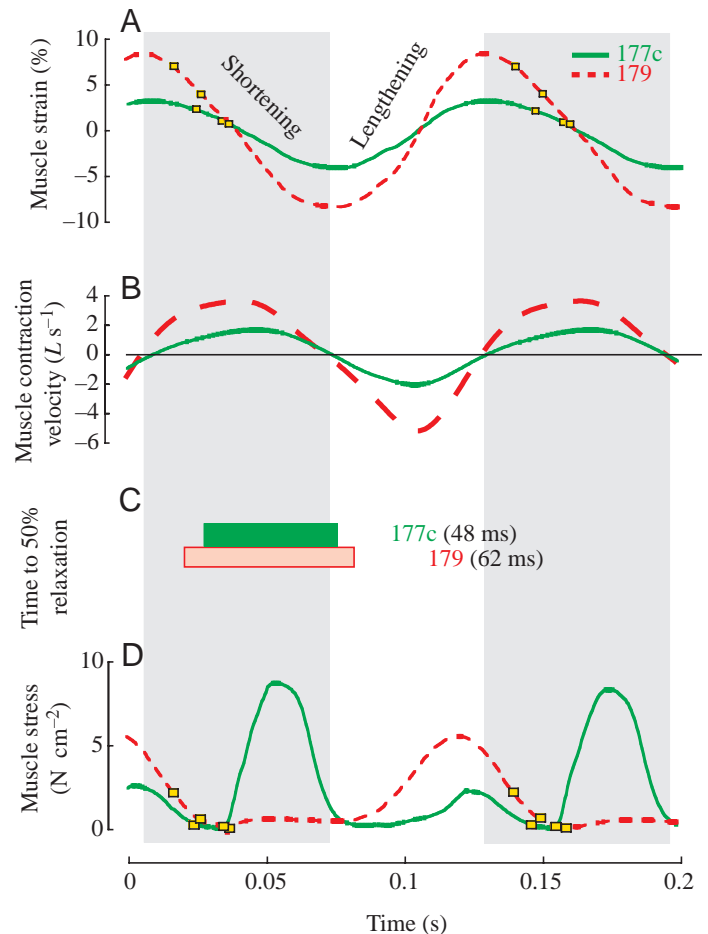 A
Muscle strain (%)
10
5
0
–5
–10
Shortening
Lengthening
177c
179
B
Muscle contraction
velocity (L s–1)
4
2
0
–2
–4
–6
C
Time to 50%
relaxation
177c (48 ms)
179 (62 ms)
D
Muscle stress
(N cm–2)
10
5
0
0
0.05
0.1
0.15
0.2
Time (s)